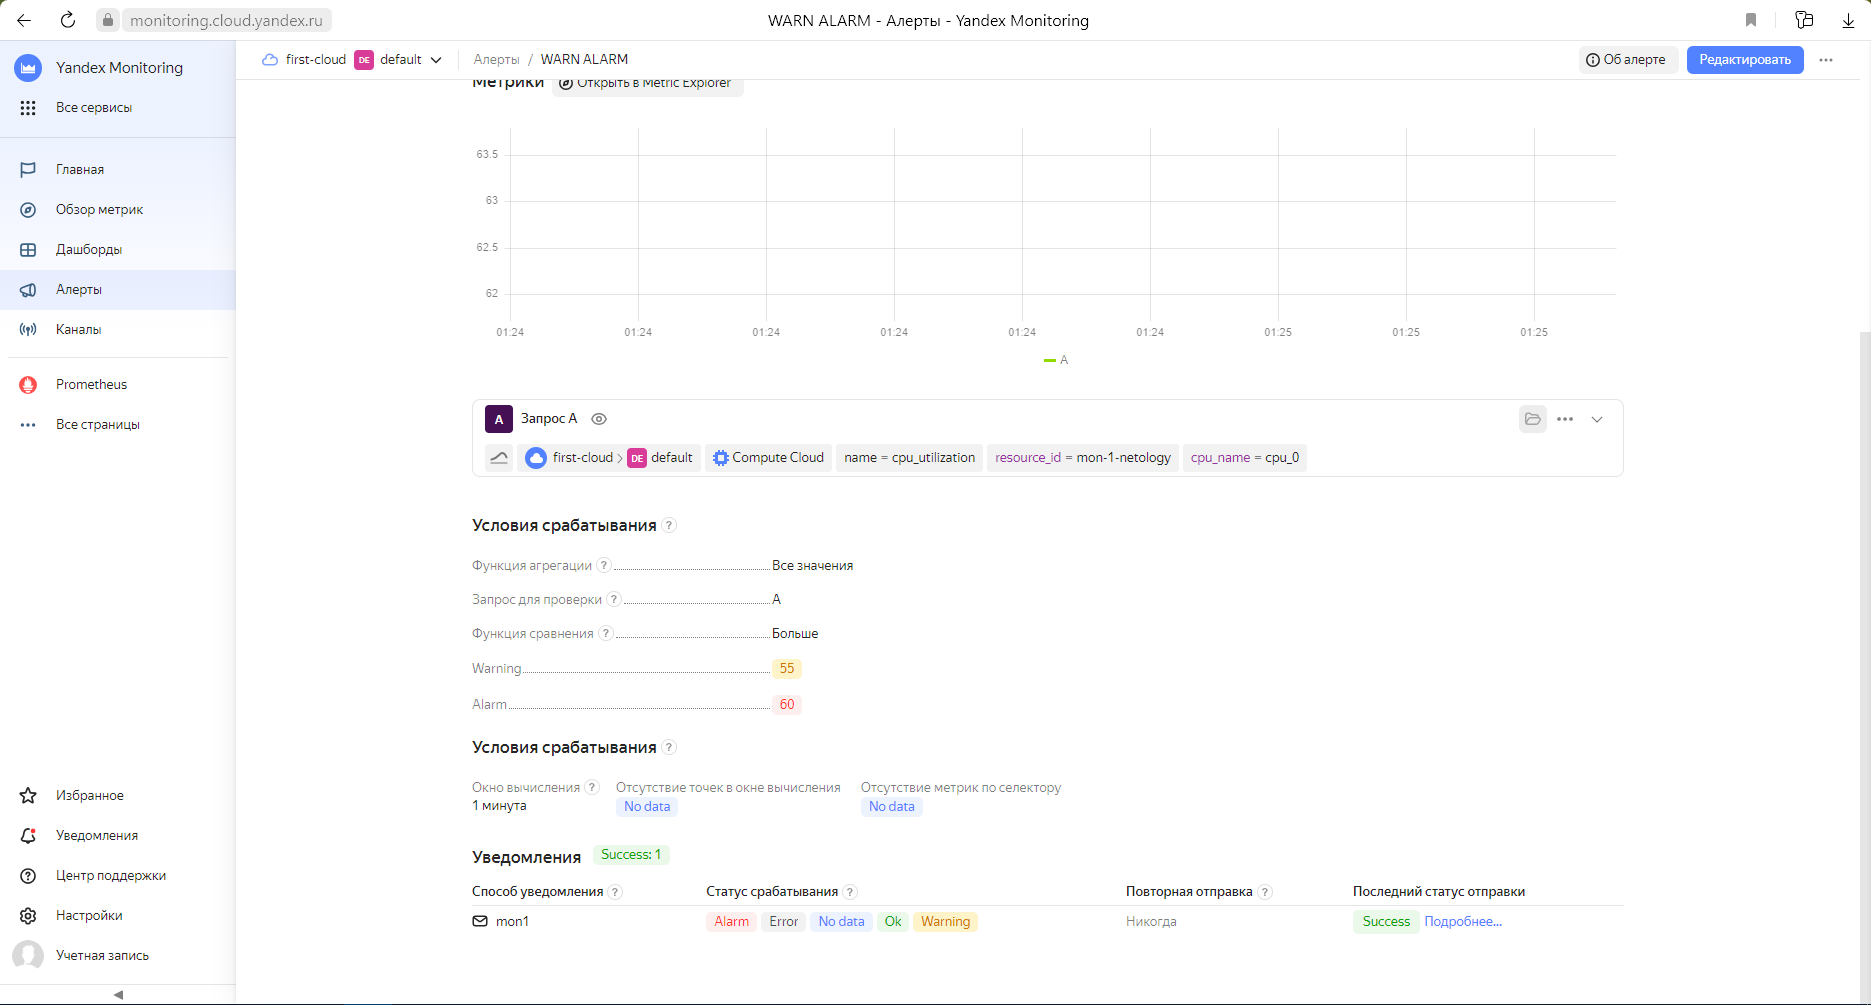 monitoring.cloud.yandex.ru
WARN ALARM - Алерты - Yandex Monitoring
Yandex Monitoring
Все сервисы
Главная
Обзор метрик
Дашборды
Алерты
Каналы
Prometheus
Все страницы
Избранное
Уведомления
Центр поддержки
Настройки
Учетная запись
first-cloud DE default Алерты / WARN ALARM
Об алерте Редактировать
Метрики Открыть в Metric Explorer
63.5
63
62.5
62
01:24 01:24 01:24 01:24 01:24 01:24 01:25 01:25 01:25
A
A Запрос A
first-cloud > DE default Compute Cloud name = cpu_utilization resource_id = mon-1-netology cpu_name = cpu_0
Условия срабатывания ?
Функция агрегации ? Все значения
Запрос для проверки ? A
Функция сравнения ? Больше
Warning 55
Alarm 60
Условия срабатывания ?
Окно вычисления ? Отсутствие точек в окне вычисления Отсутствие метрик по селектору
1 минута No data No data
Уведомления Success: 1
Способ уведомления ? Статус срабатывания ? Повторная отправка ? Последний статус отправки
mon1 Alarm Error No data Ok Warning Никогда Success Подробнее...